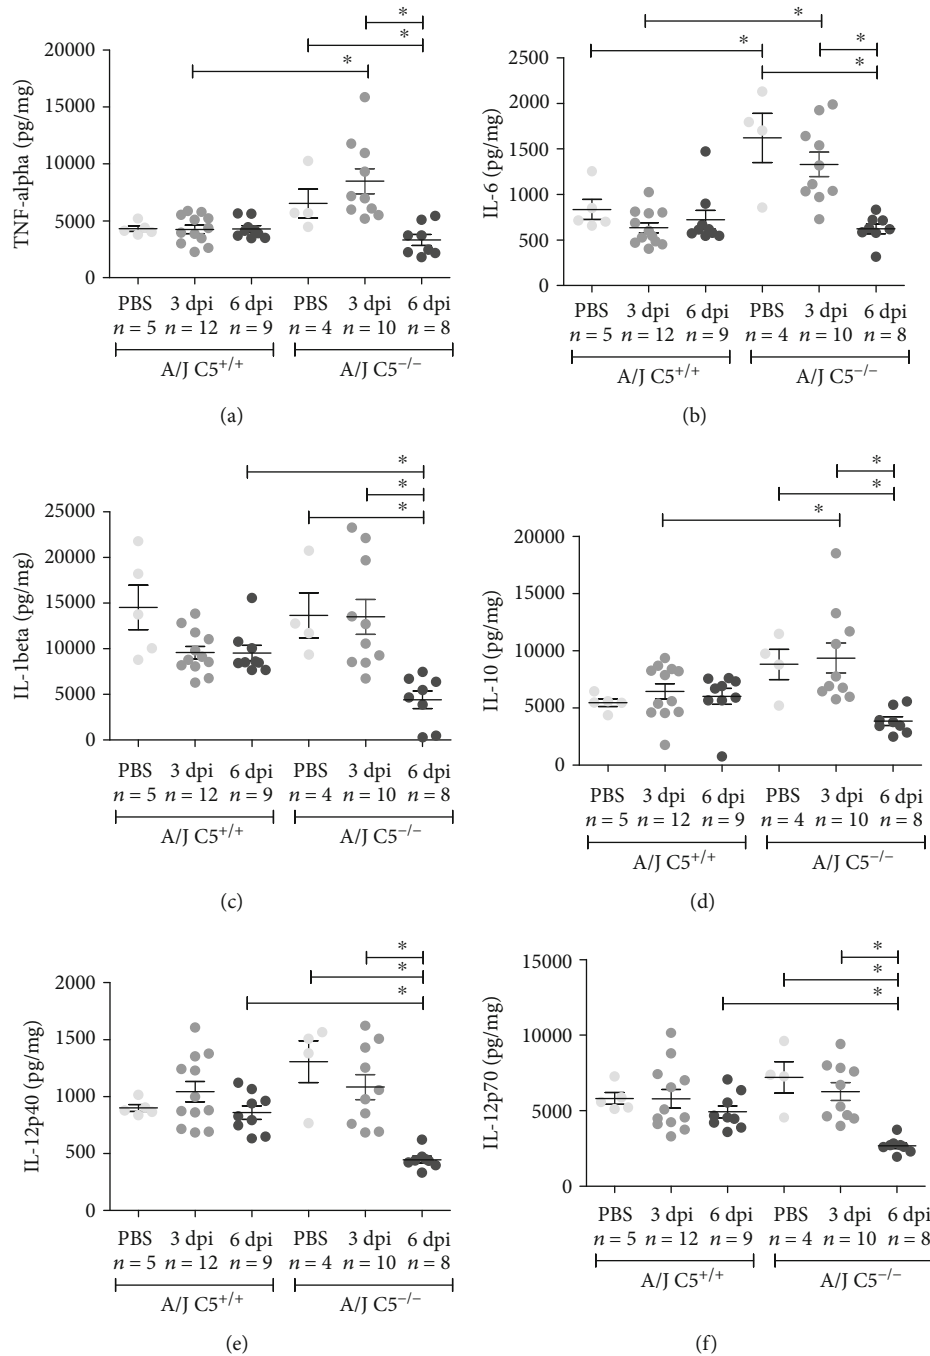 TNF-alpha (pg/mg)
20000
15000
10000
5000
0
*
*
*
PBS 3 dpi 6 dpi PBS 3 dpi 6 dpi
n = 5 n = 12 n = 9 n = 4 n = 10 n = 8
A/J C5+/+ A/J C5−/−
(a)
IL-6 (pg/mg)
2500
2000
1500
1000
500
0
*
*
*
*
PBS 3 dpi 6 dpi PBS 3 dpi 6 dpi
n = 5 n = 12 n = 9 n = 4 n = 10 n = 8
A/J C5+/+ A/J C5−/−
(b)
IL-1beta (pg/mg)
25000
20000
15000
10000
5000
0
*
*
*
PBS 3 dpi 6 dpi PBS 3 dpi 6 dpi
n = 5 n = 12 n = 9 n = 4 n = 10 n = 8
A/J C5+/+ A/J C5−/−
(c)
IL-10 (pg/mg)
20000
15000
10000
5000
0
*
*
*
PBS 3 dpi 6 dpi PBS 3 dpi 6 dpi
n = 5 n = 12 n = 9 n = 4 n = 10 n = 8
A/J C5+/+ A/J C5−/−
(d)
IL-12p40 (pg/mg)
2000
1500
1000
500
0
*
*
*
PBS 3 dpi 6 dpi PBS 3 dpi 6 dpi
n = 5 n = 12 n = 9 n = 4 n = 10 n = 8
A/J C5+/+ A/J C5−/−
(e)
IL-12p70 (pg/mg)
15000
10000
5000
0
*
*
*
PBS 3 dpi 6 dpi PBS 3 dpi 6 dpi
n = 5 n = 12 n = 9 n = 4 n = 10 n = 8
A/J C5+/+ A/J C5−/−
(f)